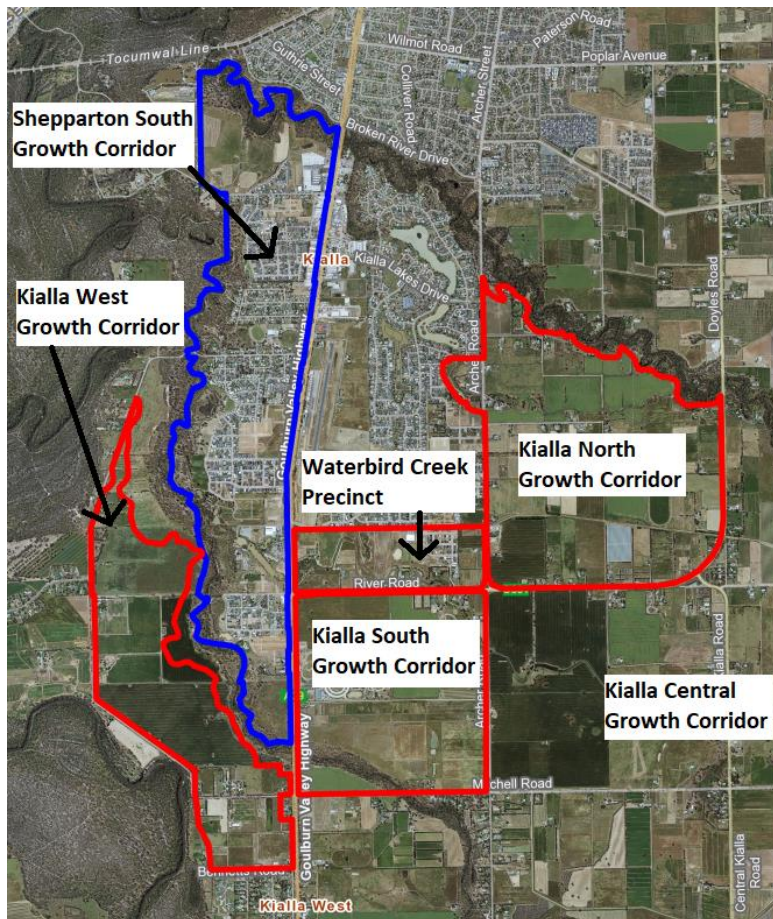 Tocumwal Line
Wilmot Road
Paterson Road
Poplar Avenue
Guthrie Street
Colliver Road
Archer Street
Broken River Drive
Shepparton South
Growth Corridor
Kialla
Kialla Lakes Drive
Doyles Road
Kialla West
Growth Corridor
Goulburn Valley Highway
Archer Road
Kialla North
Growth Corridor
Waterbird Creek
Precinct
River Road
Kialla South
Growth Corridor
Archer Road
Kialla Road
Kialla Central
Growth Corridor
Goulburn Valley Highway
Mitchell Road
Bennetts Road
Central Kialla
Road
Kialla West